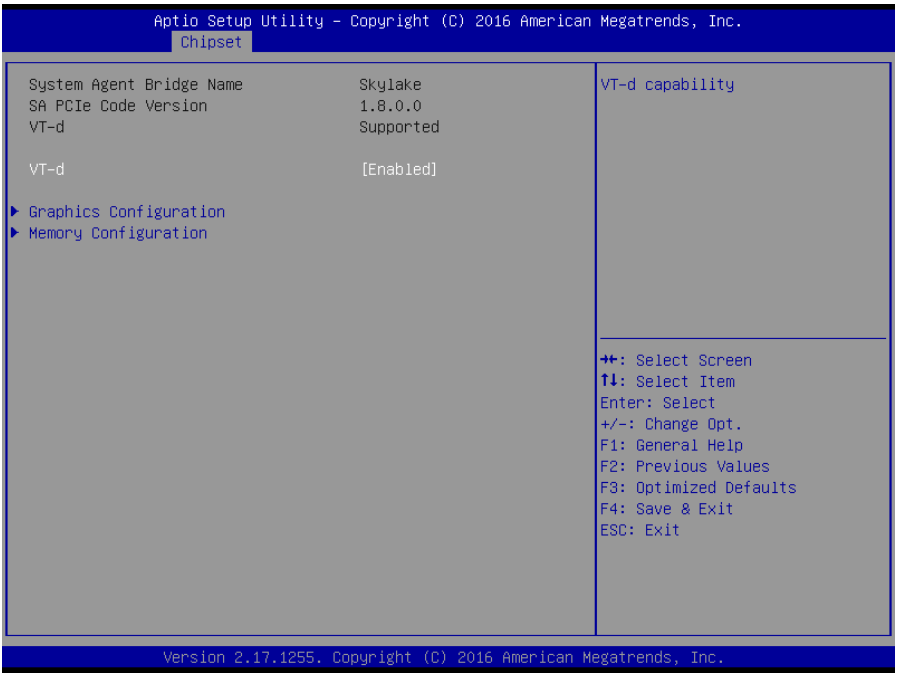 Aptio Setup Utility – Copyright (C) 2016 American Megatrends, Inc.
Chipset
System Agent Bridge Name Skylake
SA PCIe Code Version 1.8.0.0
VT-d Supported
VT-d [Enabled]
Graphics Configuration
Memory Configuration
VT-d capability
→←: Select Screen
↑↓: Select Item
Enter: Select
+/-: Change Opt.
F1: General Help
F2: Previous Values
F3: Optimized Defaults
F4: Save & Exit
ESC: Exit
Version 2.17.1255. Copyright (C) 2016 American Megatrends, Inc.